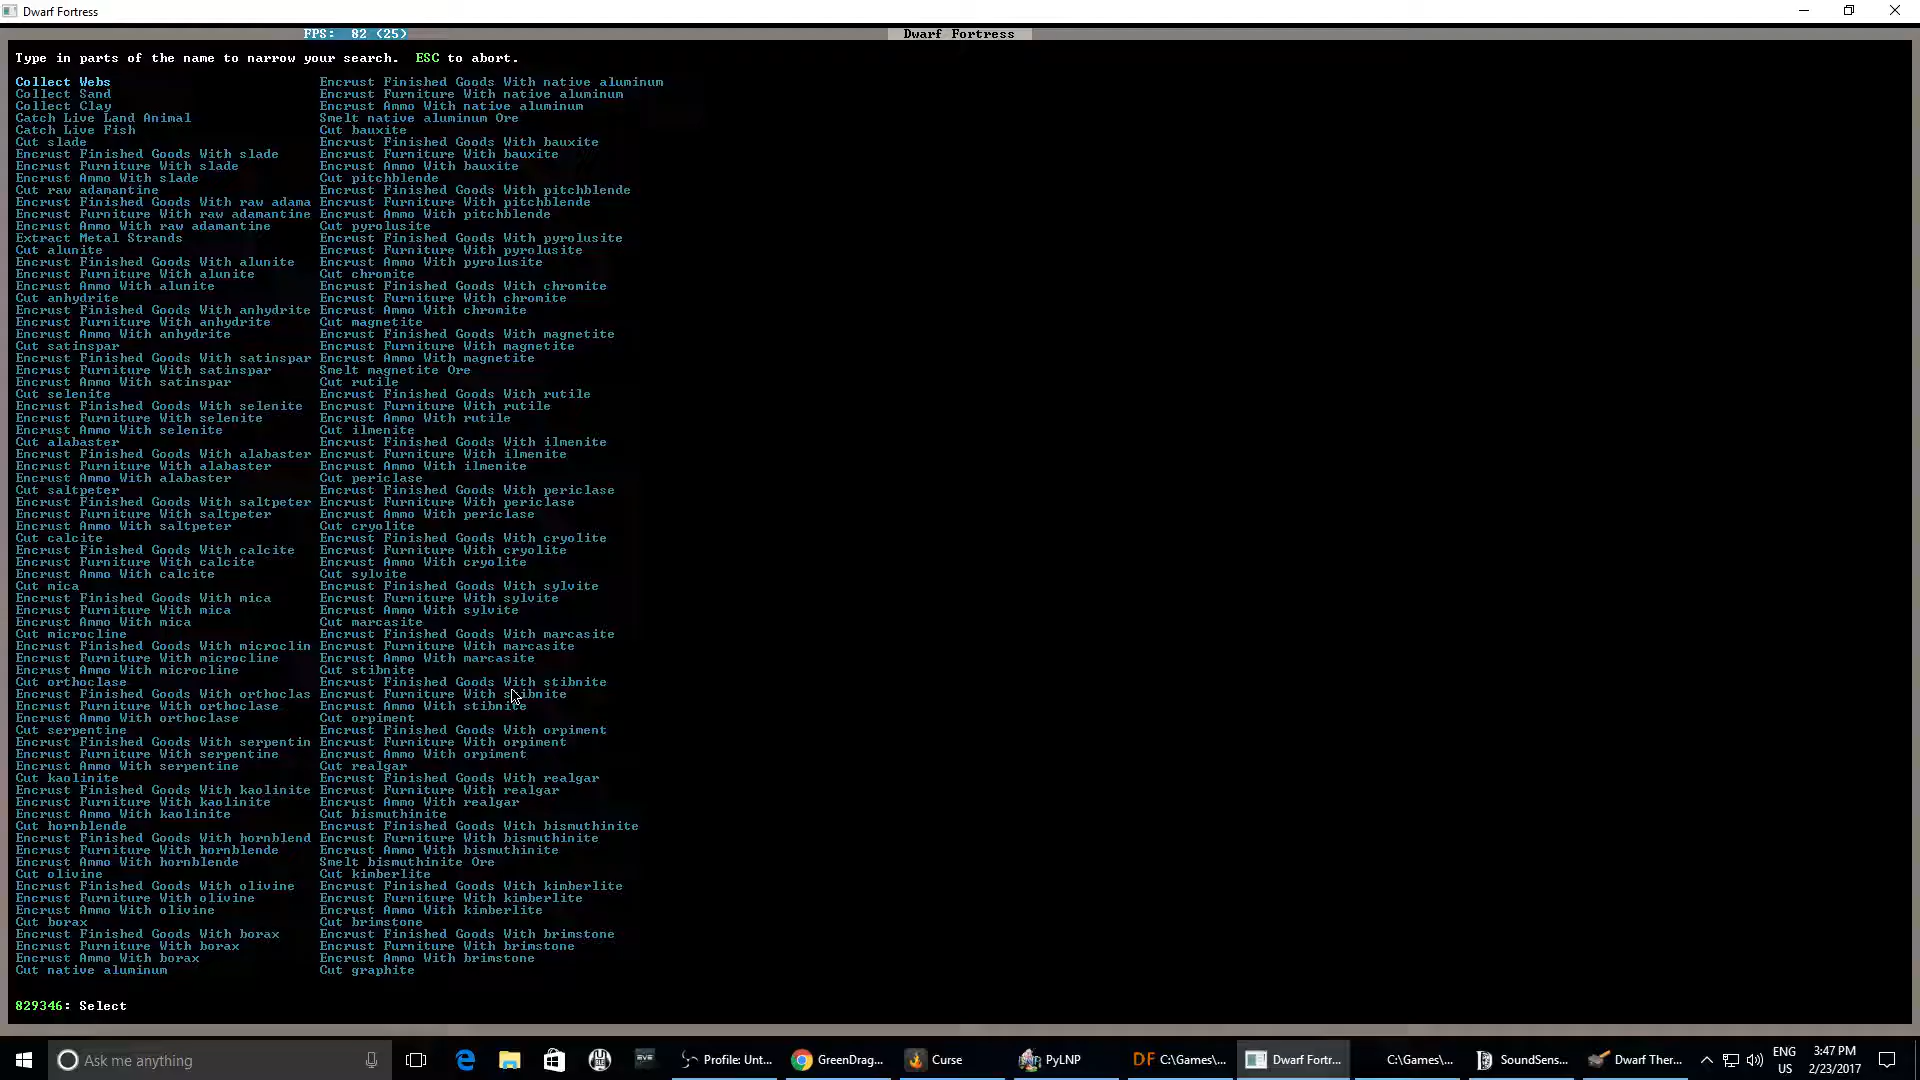 Dwarf Fortress
FPS: 82 (25)
Dwarf Fortress
Type in parts of the name to narrow your search. ESC to abort.
Collect Webs
Collect Sand
Collect Clay
Catch Live Land Animal
Catch Live Fish
Cut slade
Encrust Finished Goods With slade
Encrust Furniture With slade
Encrust Ammo With slade
Cut raw adamantine
Encrust Finished Goods With raw adama
Encrust Furniture With raw adamantine
Encrust Ammo With raw adamantine
Extract Metal Strands
Cut alunite
Encrust Finished Goods With alunite
Encrust Furniture With alunite
Encrust Ammo With alunite
Cut anhydrite
Encrust Finished Goods With anhydrite
Encrust Furniture With anhydrite
Encrust Ammo With anhydrite
Cut satinspar
Encrust Finished Goods With satinspar
Encrust Furniture With satinspar
Encrust Ammo With satinspar
Cut selenite
Encrust Finished Goods With selenite
Encrust Furniture With selenite
Encrust Ammo With selenite
Cut alabaster
Encrust Finished Goods With alabaster
Encrust Furniture With alabaster
Encrust Ammo With alabaster
Cut saltpeter
Encrust Finished Goods With saltpeter
Encrust Furniture With saltpeter
Encrust Ammo With saltpeter
Cut calcite
Encrust Finished Goods With calcite
Encrust Furniture With calcite
Encrust Ammo With calcite
Cut mica
Encrust Finished Goods With mica
Encrust Furniture With mica
Encrust Ammo With mica
Cut microcline
Encrust Finished Goods With microclin
Encrust Furniture With microcline
Encrust Ammo With microcline
Cut orthoclase
Encrust Finished Goods With orthoclas
Encrust Furniture With orthoclase
Encrust Ammo With orthoclase
Cut serpentine
Encrust Finished Goods With serpentin
Encrust Furniture With serpentine
Encrust Ammo With serpentine
Cut kaolinite
Encrust Finished Goods With kaolinite
Encrust Furniture With kaolinite
Encrust Ammo With kaolinite
Cut hornblende
Encrust Finished Goods With hornblend
Encrust Furniture With hornblende
Encrust Ammo With hornblende
Cut olivine
Encrust Finished Goods With olivine
Encrust Furniture With olivine
Encrust Ammo With olivine
Cut borax
Encrust Finished Goods With borax
Encrust Furniture With borax
Encrust Ammo With borax
Cut native aluminum
Encrust Finished Goods With native aluminum
Encrust Furniture With native aluminum
Encrust Ammo With native aluminum
Smelt native aluminum Ore
Cut bauxite
Encrust Finished Goods With bauxite
Encrust Furniture With bauxite
Encrust Ammo With bauxite
Cut pitchblende
Encrust Finished Goods With pitchblende
Encrust Furniture With pitchblende
Encrust Ammo With pitchblende
Cut pyrolusite
Encrust Finished Goods With pyrolusite
Encrust Furniture With pyrolusite
Encrust Ammo With pyrolusite
Cut chromite
Encrust Finished Goods With chromite
Encrust Furniture With chromite
Encrust Ammo With chromite
Cut magnetite
Encrust Finished Goods With magnetite
Encrust Furniture With magnetite
Encrust Ammo With magnetite
Smelt magnetite Ore
Cut rutile
Encrust Finished Goods With rutile
Encrust Furniture With rutile
Encrust Ammo With rutile
Cut ilmenite
Encrust Finished Goods With ilmenite
Encrust Furniture With ilmenite
Encrust Ammo With ilmenite
Cut periclase
Encrust Finished Goods With periclase
Encrust Furniture With periclase
Encrust Ammo With periclase
Cut cryolite
Encrust Finished Goods With cryolite
Encrust Furniture With cryolite
Encrust Ammo With cryolite
Cut sylvite
Encrust Finished Goods With sylvite
Encrust Furniture With sylvite
Encrust Ammo With sylvite
Cut marcasite
Encrust Finished Goods With marcasite
Encrust Furniture With marcasite
Encrust Ammo With marcasite
Cut stibnite
Encrust Finished Goods With stibnite
Encrust Furniture With stibnite
Encrust Ammo With stibnite
Cut orpiment
Encrust Finished Goods With orpiment
Encrust Furniture With orpiment
Encrust Ammo With orpiment
Cut realgar
Encrust Finished Goods With realgar
Encrust Furniture With realgar
Encrust Ammo With realgar
Cut bismuthinite
Encrust Finished Goods With bismuthinite
Encrust Furniture With bismuthinite
Encrust Ammo With bismuthinite
Smelt bismuthinite Ore
Cut kimberlite
Encrust Finished Goods With kimberlite
Encrust Furniture With kimberlite
Encrust Ammo With kimberlite
Cut brimstone
Encrust Finished Goods With brimstone
Encrust Furniture With brimstone
Encrust Ammo With brimstone
Cut graphite
829346: Select
Ask me anything
EVE
Profile: Unt...
GreenDrag...
Curse
PyLNP
DF C:\Games\...
Dwarf Fortr...
C:\Games\...
SoundSens...
Dwarf Ther...
ENG
US
3:47 PM
2/23/2017